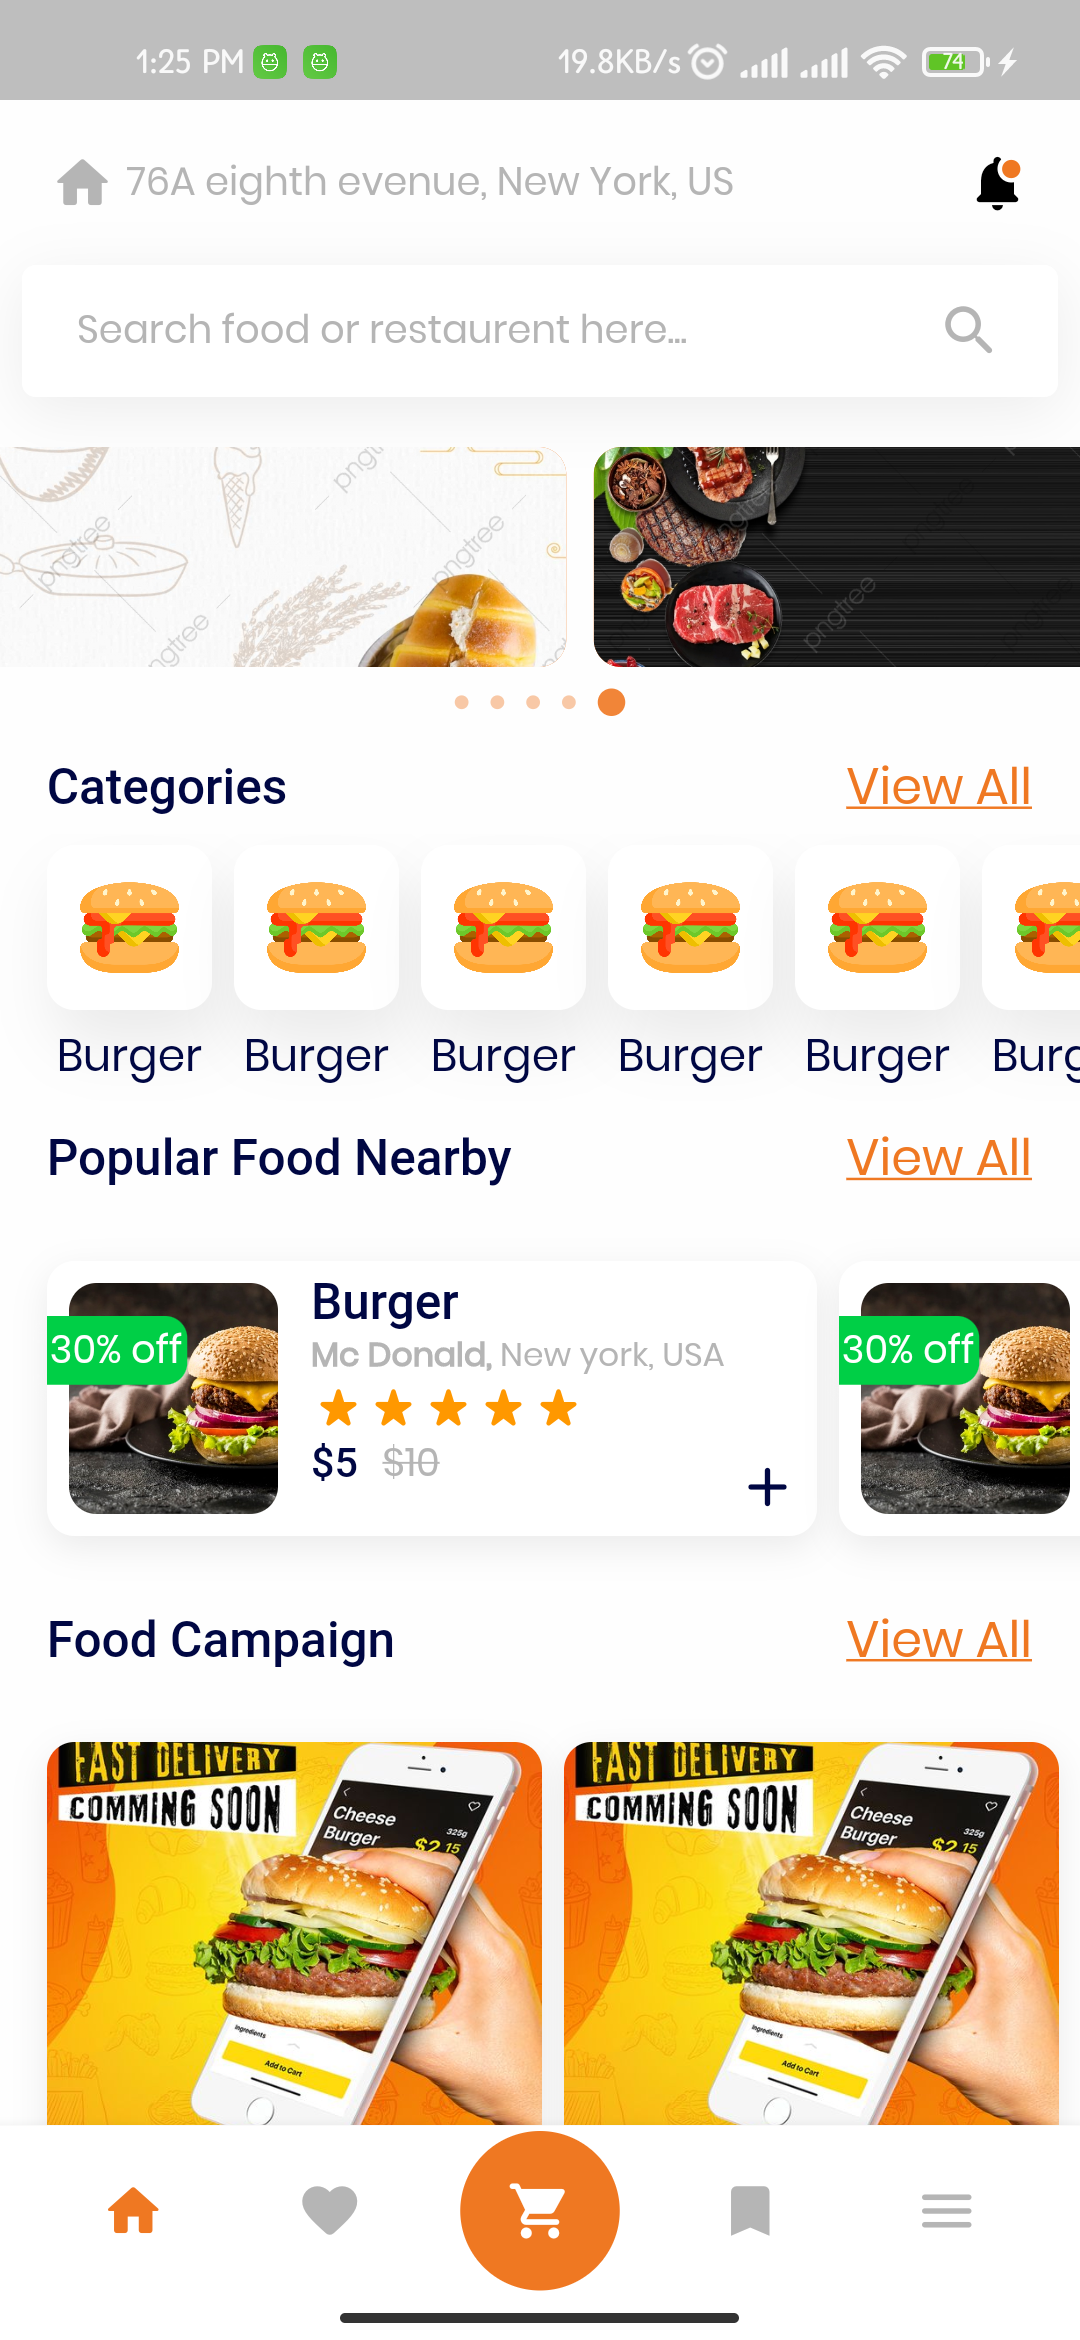 1:25 PM 19.8KB/s 74
76A eighth evenue, New York, US
Search food or restaurent here...
pngtree
pngtree pngtree pngtree
pngtree
ngtree pngtree
Categories View All
Burger Burger Burger Burger Burger Burg
Popular Food Nearby View All
30% off
Burger
Mc Donald, New york, USA
$5 $10
30% off
Food Campaign View All
FAST DELIVERY
COMMING SOON
Cheese
Burger
325g
$2.15
Ingredients
Add to Cart
FAST DELIVERY
COMMING SOON
Cheese
Burger
325g
$2.15
Ingredients
Add to Cart